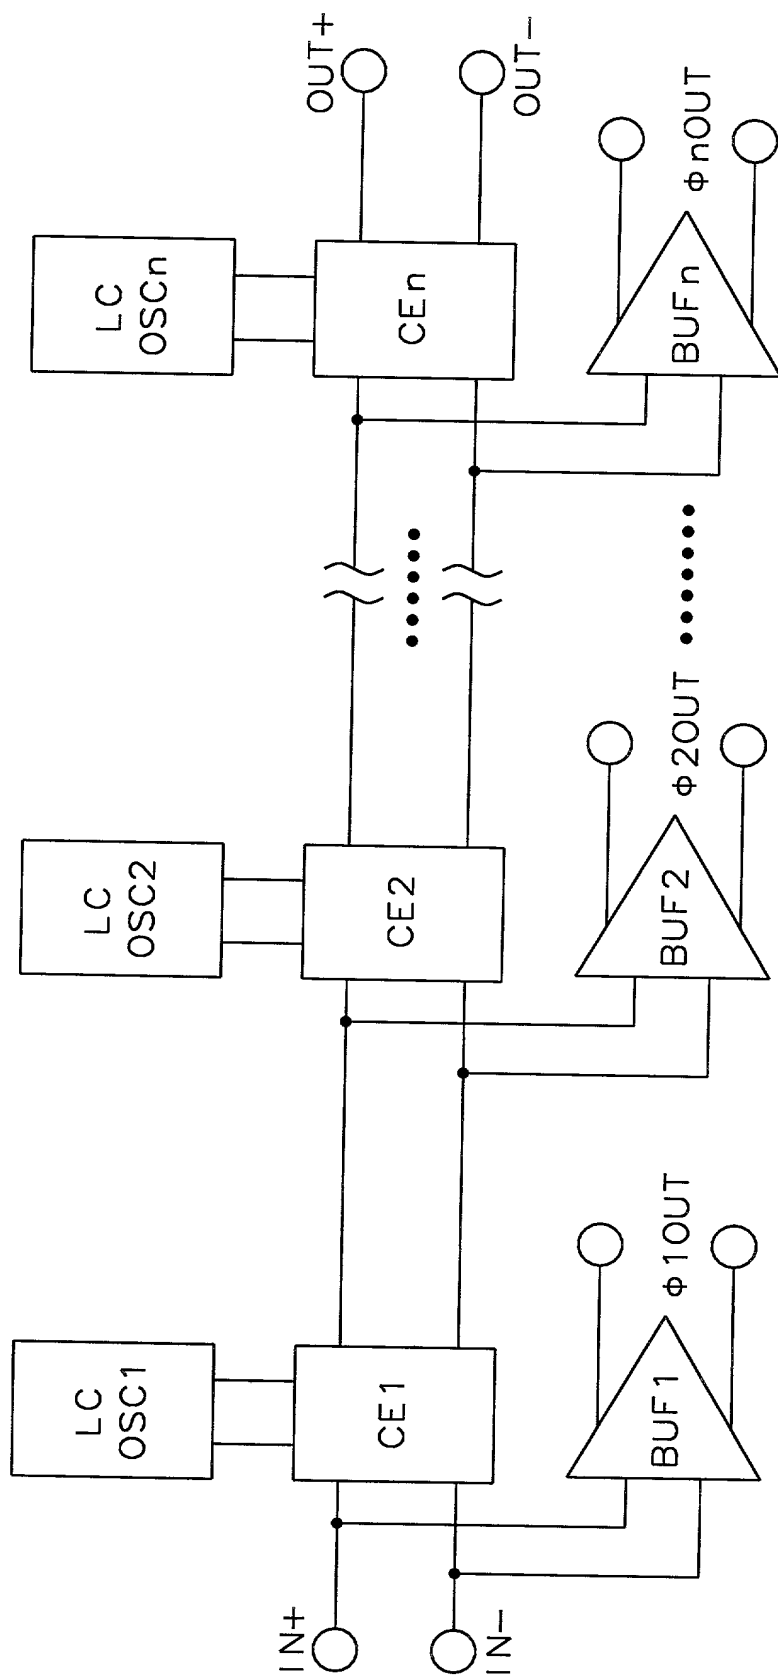 LC
OSC1
LC
OSC2
LC
OSCn
IN+
CE1
CE2
CEn
OUT+
IN-
OUT-
BUF1
Φ1OUT
BUF2
Φ2OUT
BUFn
ΦnOUT